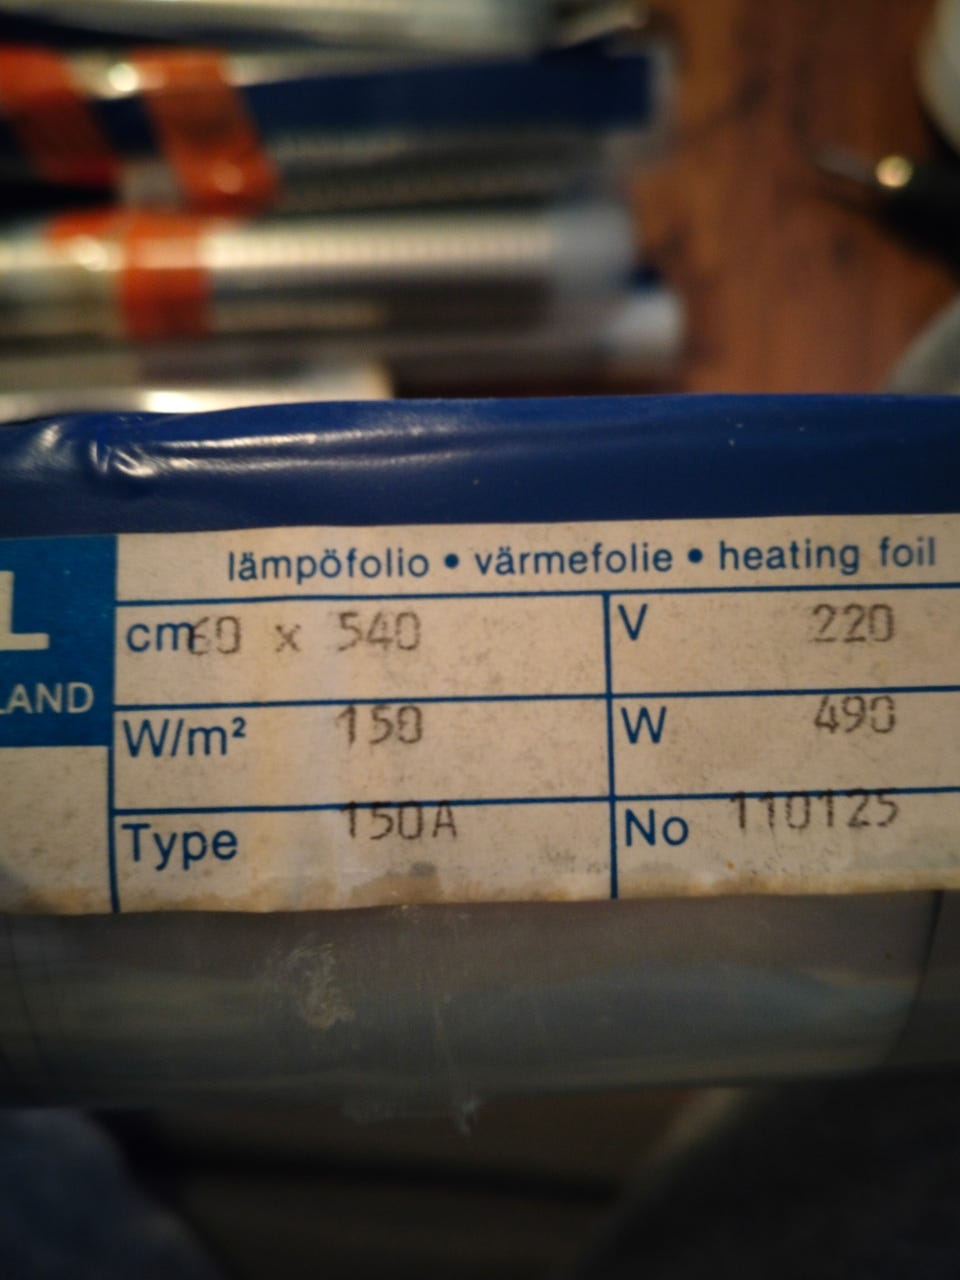 lämpöfolio • värmefolie • heating foil
L
cm 60 x 540 V 220
LAND
W/m² 150 W 490
Type 150A No 110125